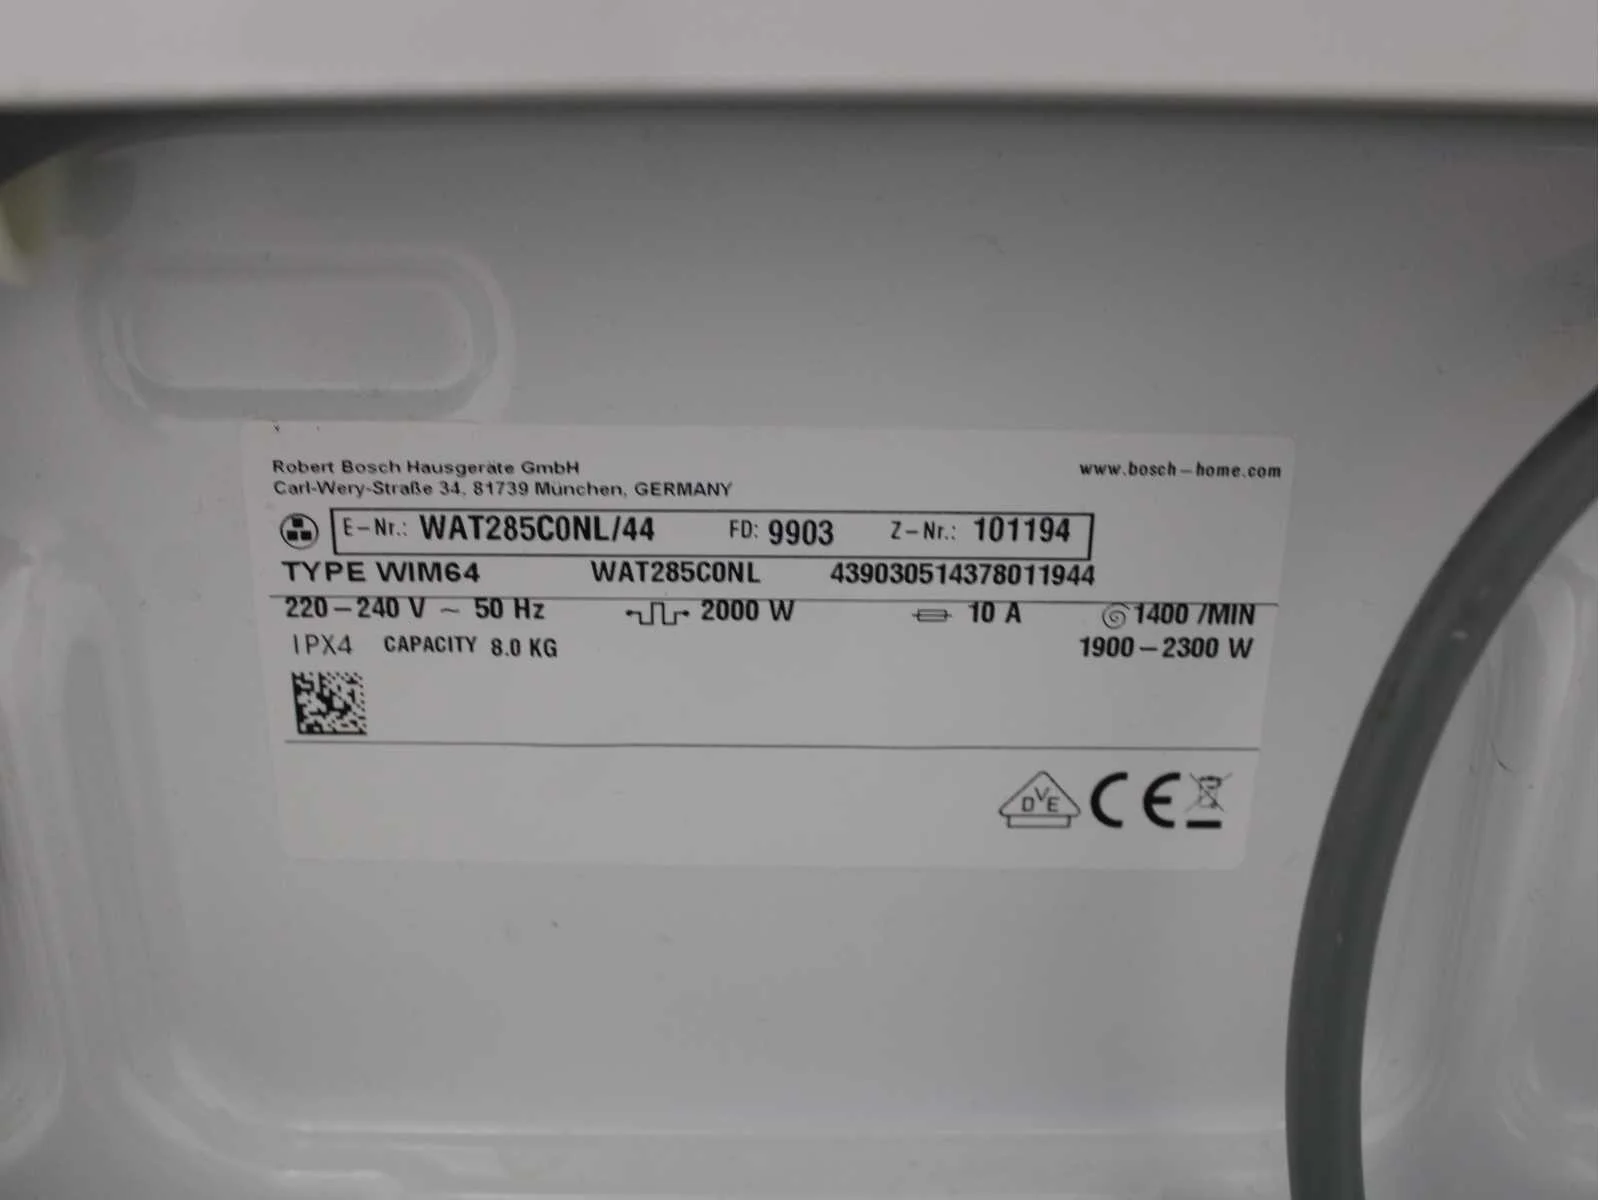 Robert Bosch Hausgeräte GmbH www.bosch-home.com
Carl-Wery-Straße 34, 81739 München, GERMANY
E-Nr.: WAT285C0NL/44 FD: 9903 Z-Nr.: 101194
TYPE WIM64 WAT285C0NL 439030514378011944
220-240 V ~ 50 Hz 2000 W 10 A 1400 /MIN
IPX4 CAPACITY 8.0 KG 1900-2300 W
DVE CE